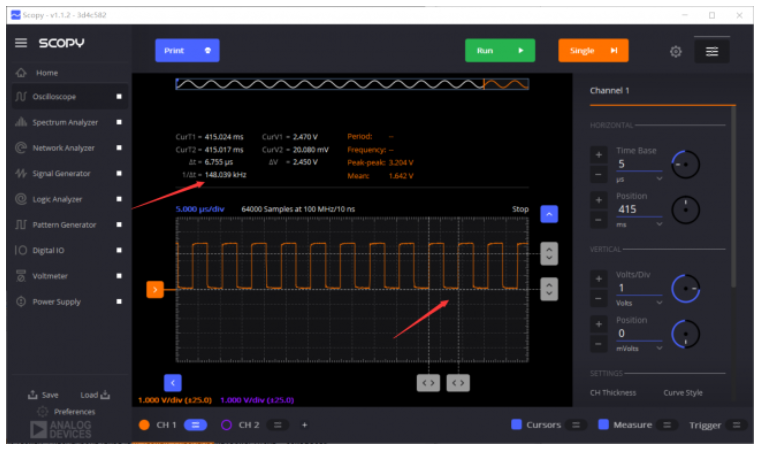 Scopy - v1.1.2 - 3d4c582
SCOPY
Print
Run
Single
Home
Oscilloscope
Spectrum Analyzer
Network Analyzer
Signal Generator
Logic Analyzer
Pattern Generator
Digital IO
Voltmeter
Power Supply
Save Load
Preferences
ANALOG
DEVICES
CurT1 = 415.024 ms CurV1 = 2.470 V Period: --
CurT2 = 415.017 ms CurV2 = 20.080 mV Frequency: --
Δt = 6.755 µs ΔV = 2.450 V Peak-peak: 3.204 V
1/Δt = 148.039 kHz Mean: 1.642 V
5.000 µs/div 64000 Samples at 100 MHz/10 ns Stop
1.000 V/div (±25.0) 1.000 V/div (±25.0)
CH 1 CH 2 + Cursors Measure Trigger
Channel 1
HORIZONTAL
Time Base
5
µs
Position
415
ms
VERTICAL
Volts/Div
1
Volts
Position
0
mVolts
SETTINGS
CH Thickness Curve Style